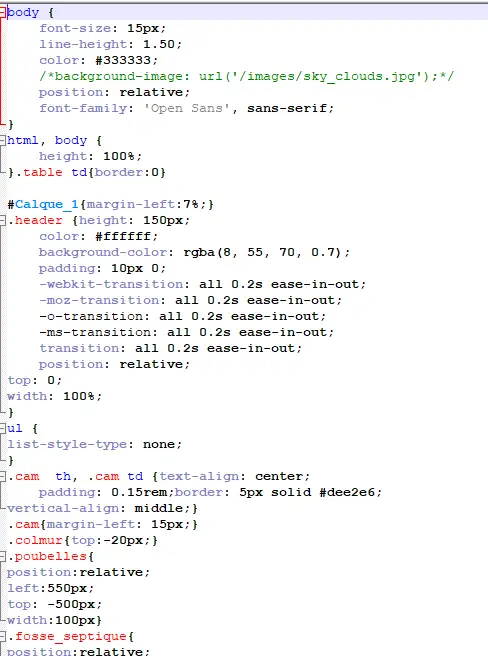 body {
    font-size: 15px;
    line-height: 1.50;
    color: #333333;
    /*background-image: url('/images/sky_clouds.jpg');*/
    position: relative;
    font-family: 'Open Sans', sans-serif;
}
html, body {
    height: 100%;
}.table td{border:0}

#Calque_1{margin-left:7%;}
.header {height: 150px;
    color: #ffffff;
    background-color: rgba(8, 55, 70, 0.7);
    padding: 10px 0;
    -webkit-transition: all 0.2s ease-in-out;
    -moz-transition: all 0.2s ease-in-out;
    -o-transition: all 0.2s ease-in-out;
    -ms-transition: all 0.2s ease-in-out;
    transition: all 0.2s ease-in-out;
    position: relative;
top: 0;
width: 100%;
}
ul {
list-style-type: none;
}
.cam  th, .cam td {text-align: center;
    padding: 0.15rem;border: 5px solid #dee2e6;
vertical-align: middle;}
.cam{margin-left: 15px;}
.colmur{top:-20px;}
.poubelles{
position:relative;
left:550px;
top: -500px;
width:100px}
.fosse_septique{
position:relative;